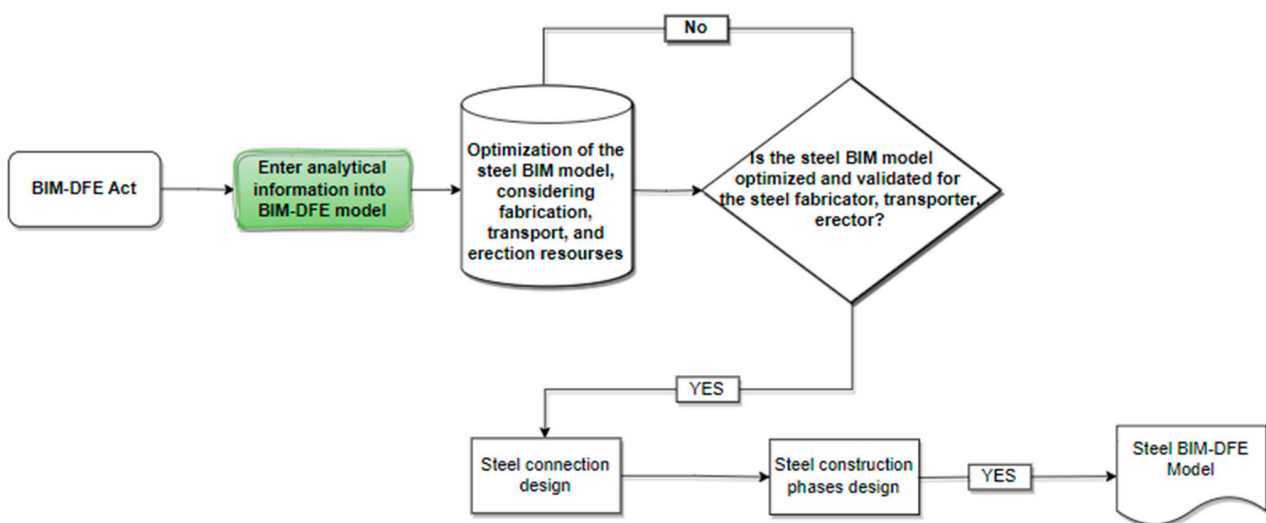 No
BIM-DFE Act
Enter analytical
information into
BIM-DFE model
Optimization of the
steel BIM model,
considering
fabrication,
transport, and
erection resourses
Is the steel BIM model
optimized and validated for
the steel fabricator, transporter,
erector?
YES
Steel connection
design
Steel construction
phases design
YES
Steel BIM-DFE
Model